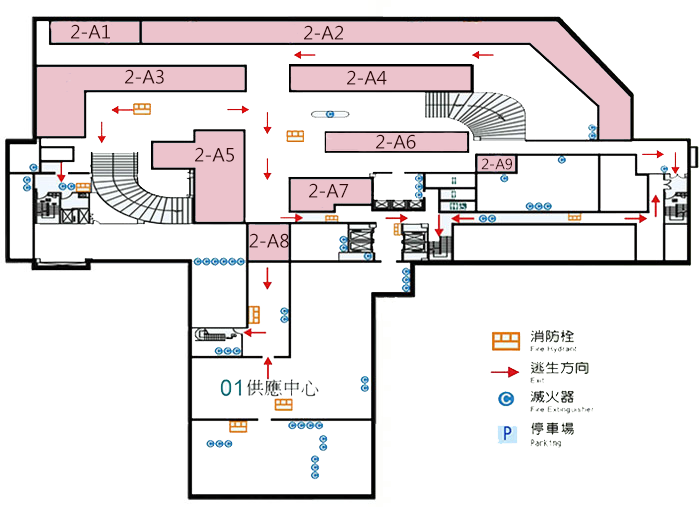 2-A1
2-A2
2-A3
2-A4
2-A6
2-A5
2-A9
2-A7
2-A8
01供應中心
消防栓
Fire Hydrant
逃生方向
Exit
滅火器
Fire Extinguisher
P
停車場
Parking